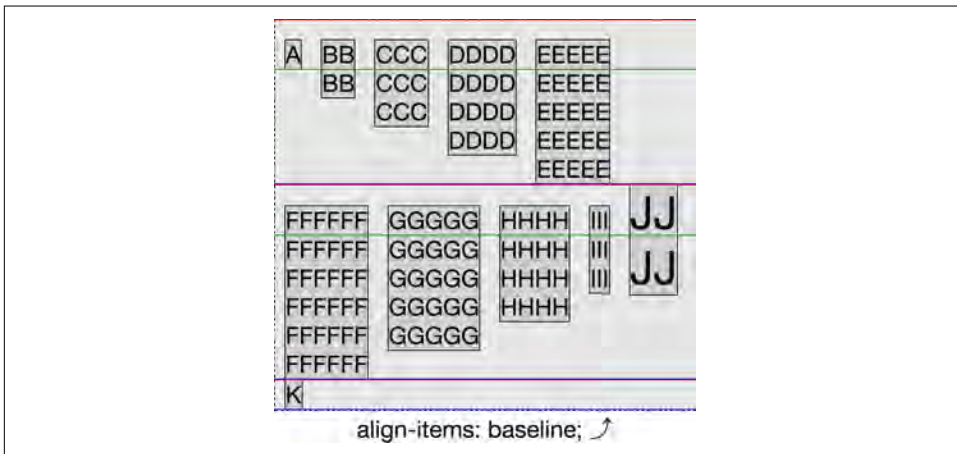 A BB CCC DDDD EEEEE
BB CCC DDDD EEEEE
CCC DDDD EEEEE
DDDD EEEEE
EEEEE
FFFFFF GGGGG HHHH III JJ
FFFFFF GGGGG HHHH III JJ
FFFFFF GGGGG HHHH III
FFFFFF GGGGG HHHH
FFFFFF GGGGG
FFFFFF
K
align-items: baseline;